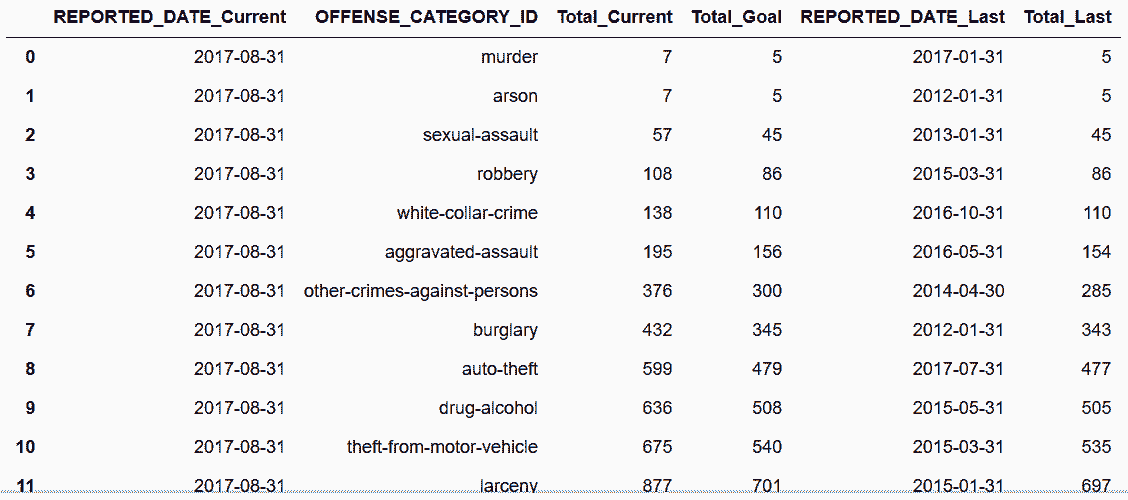 REPORTED_DATE_Current OFFENSE_CATEGORY_ID Total_Current Total_Goal REPORTED_DATE_Last Total_Last
0 2017-08-31 murder 7 5 2017-01-31 5
1 2017-08-31 arson 7 5 2012-01-31 5
2 2017-08-31 sexual-assault 57 45 2013-01-31 45
3 2017-08-31 robbery 108 86 2015-03-31 86
4 2017-08-31 white-collar-crime 138 110 2016-10-31 110
5 2017-08-31 aggravated-assault 195 156 2016-05-31 154
6 2017-08-31 other-crimes-against-persons 376 300 2014-04-30 285
7 2017-08-31 burglary 432 345 2012-01-31 343
8 2017-08-31 auto-theft 599 479 2017-07-31 477
9 2017-08-31 drug-alcohol 636 508 2015-05-31 505
10 2017-08-31 theft-from-motor-vehicle 675 540 2015-03-31 535
11 2017-08-31 larceny 877 701 2015-01-31 697